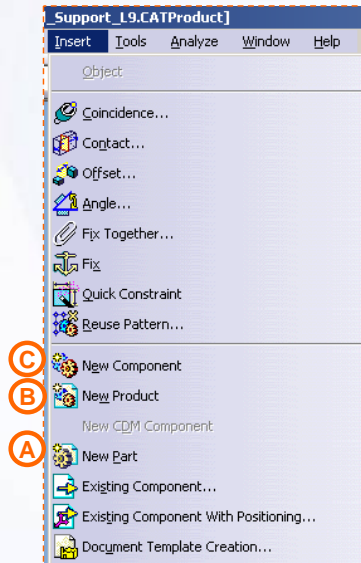 _Support_L9.CATProduct]
Insert Tools Analyze Window Help
Object
Coincidence...
Contact...
Offset...
Angle...
Fix Together...
Fix
Quick Constraint
Reuse Pattern...
C New Component
B New Product
New CDM Component
A New Part
Existing Component...
Existing Component With Positioning...
Document Template Creation...